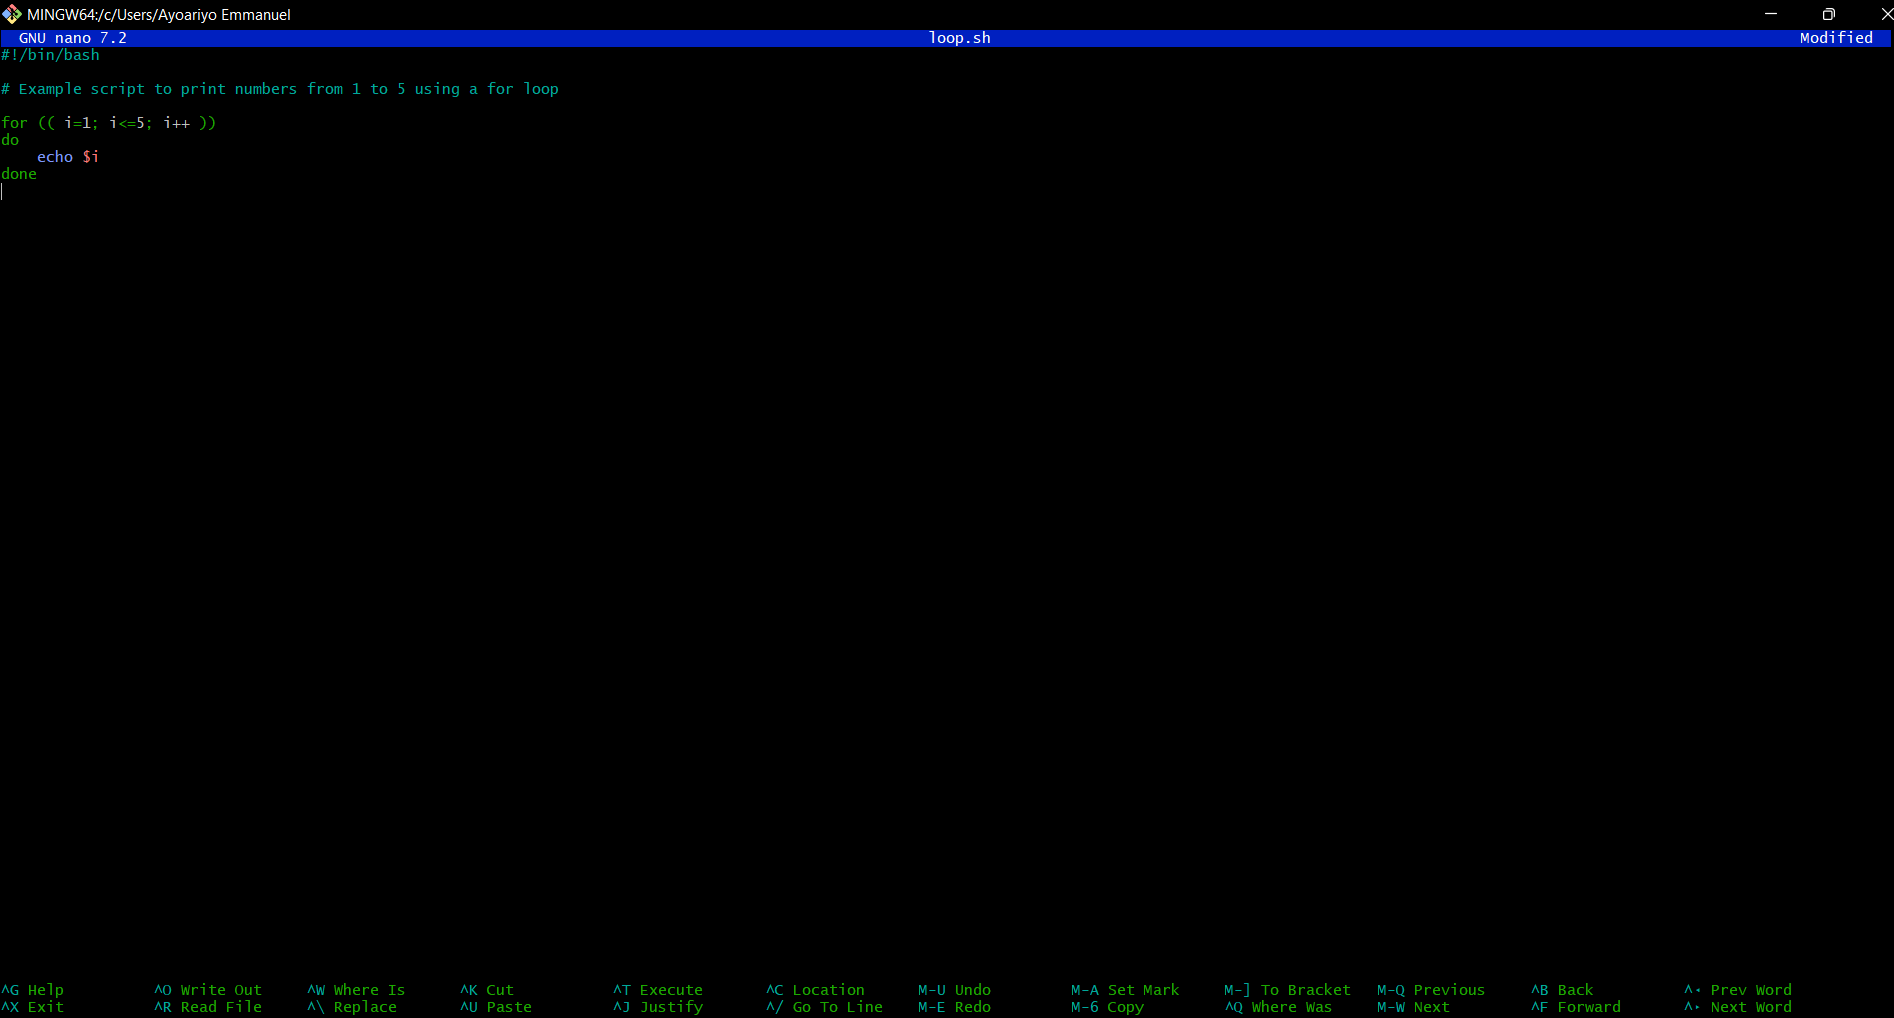 MINGW64:/c/Users/Ayoariyo Emmanuel
GNU nano 7.2 loop.sh Modified
#!/bin/bash
# Example script to print numbers from 1 to 5 using a for loop
for (( i=1; i<=5; i++ ))
do
    echo $i
done
^G Help ^O Write Out ^W Where Is ^K Cut ^T Execute ^C Location M-U Undo M-A Set Mark M-] To Bracket M-Q Previous ^B Back ^◂ Prev Word
^X Exit ^R Read File ^\ Replace ^U Paste ^J Justify ^/ Go To Line M-E Redo M-6 Copy ^Q Where Was M-W Next ^F Forward ^▸ Next Word